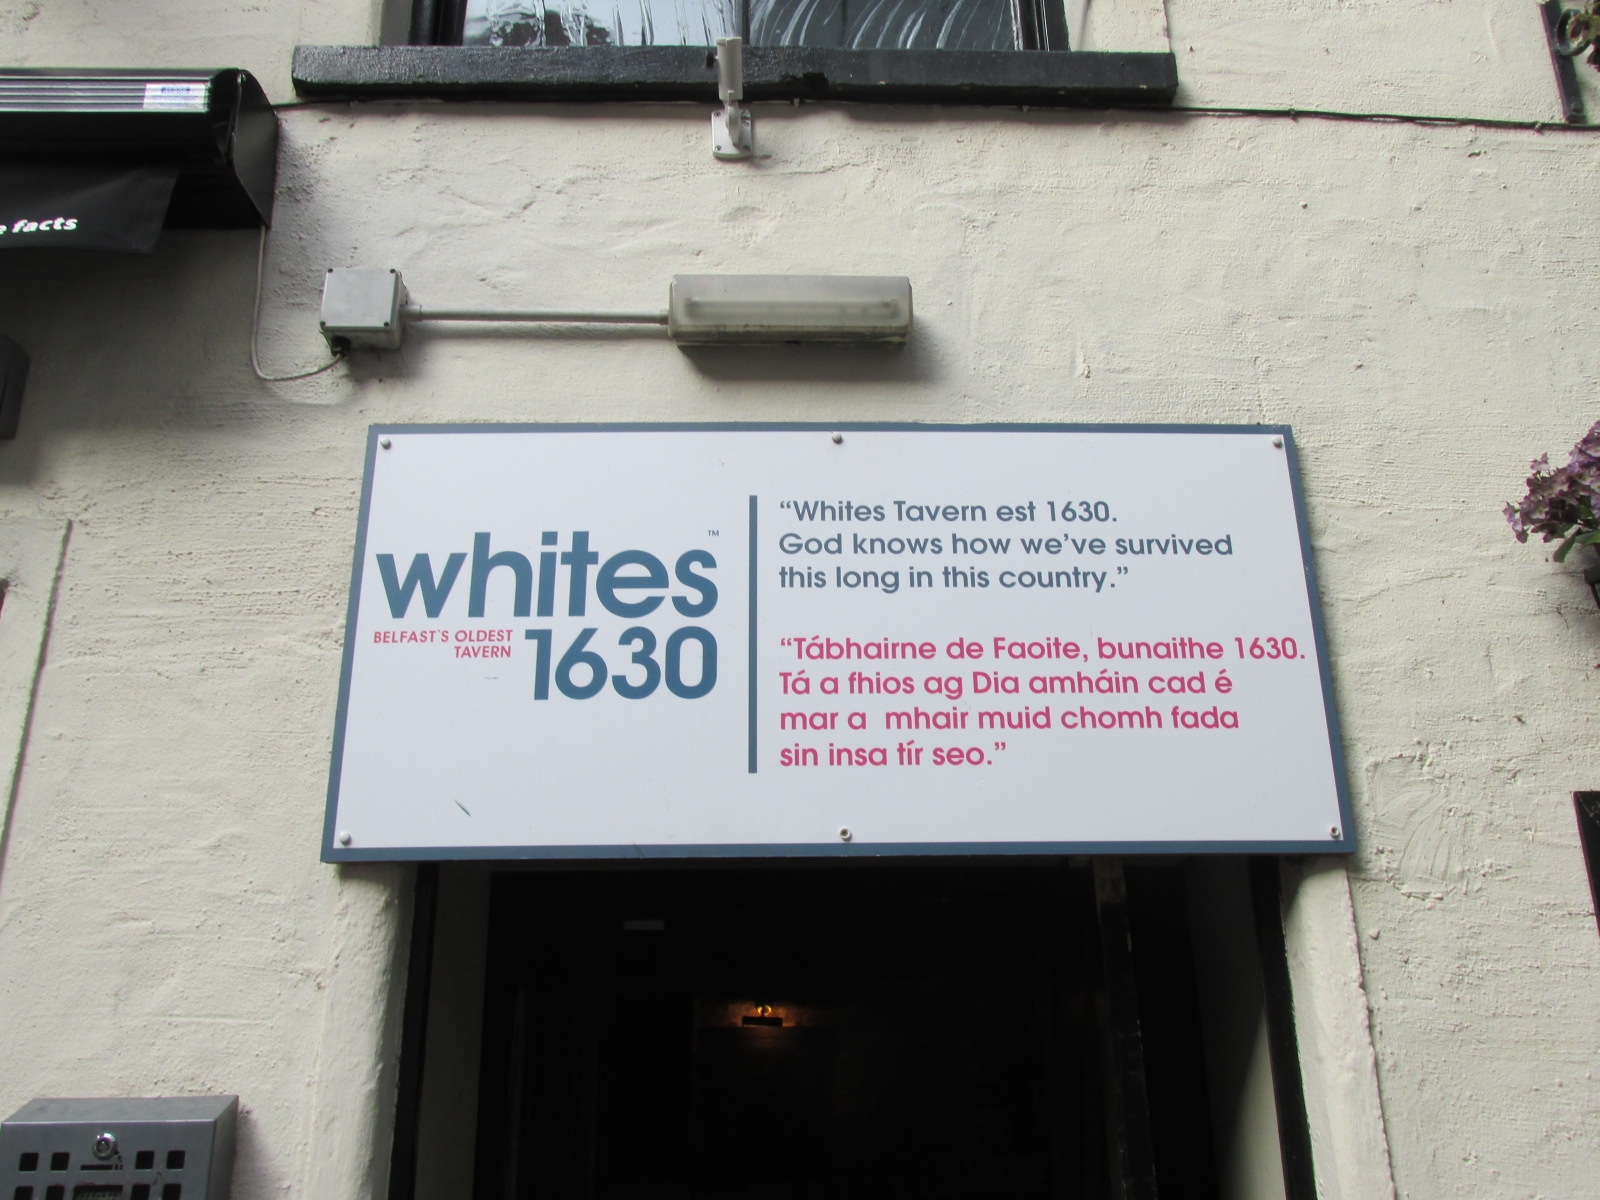 facts
whites™
BELFAST`S OLDEST
TAVERN
1630
“Whites Tavern est 1630.
God knows how we’ve survived
this long in this country.”
“Tábhairne de Faoite, bunaithe 1630.
Tá a fhios ag Dia amháin cad é
mar a  mhair muid chomh fada
sin insa tír seo.”